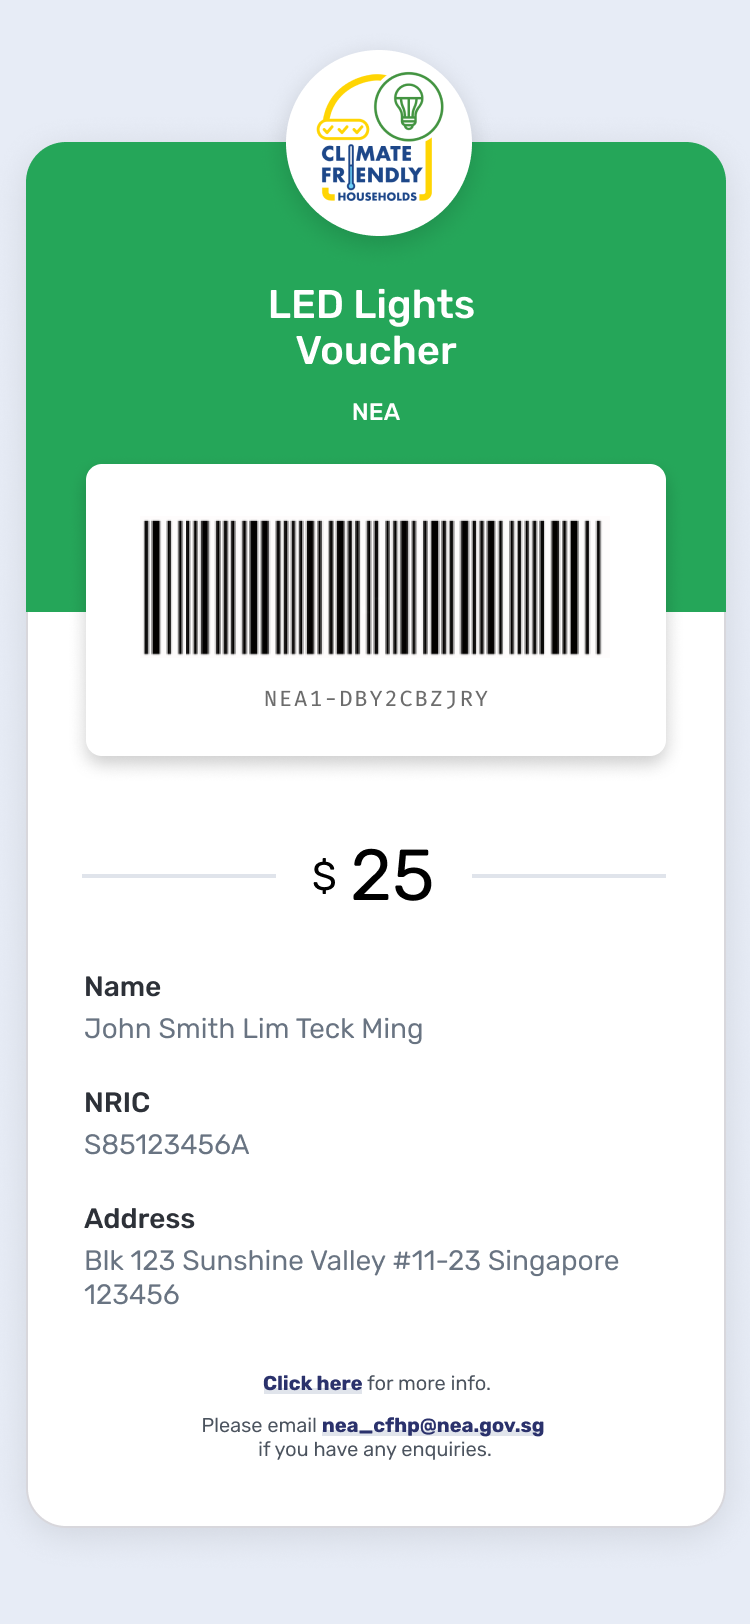 CLIMATE
FRIENDLY
HOUSEHOLDS
LED Lights
Voucher
NEA
NEA1-DBY2CBZJRY
$ 25
Name
John Smith Lim Teck Ming
NRIC
S85123456A
Address
Blk 123 Sunshine Valley #11-23 Singapore
123456
Click here for more info.
Please email nea_cfhp@nea.gov.sg
if you have any enquiries.